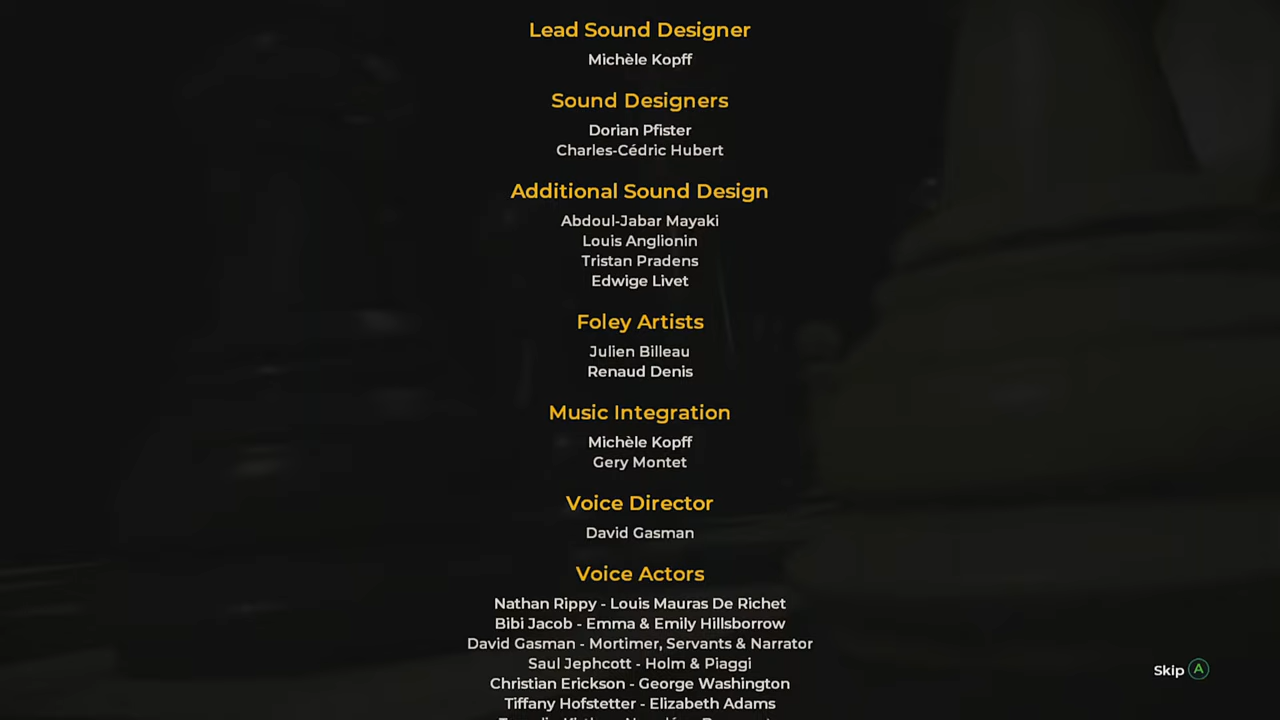 Lead Sound Designer
Michèle Kopff
Sound Designers
Dorian Pfister
Charles-Cédric Hubert
Additional Sound Design
Abdoul-Jabar Mayaki
Louis Anglionin
Tristan Pradens
Edwige Livet
Foley Artists
Julien Billeau
Renaud Denis
Music Integration
Michèle Kopff
Gery Montet
Voice Director
David Gasman
Voice Actors
Nathan Rippy - Louis Mauras De Richet
Bibi Jacob - Emma & Emily Hillsborrow
David Gasman - Mortimer, Servants & Narrator
Saul Jephcott - Holm & Piaggi
Christian Erickson - George Washington
Tiffany Hofstetter - Elizabeth Adams
Skip A